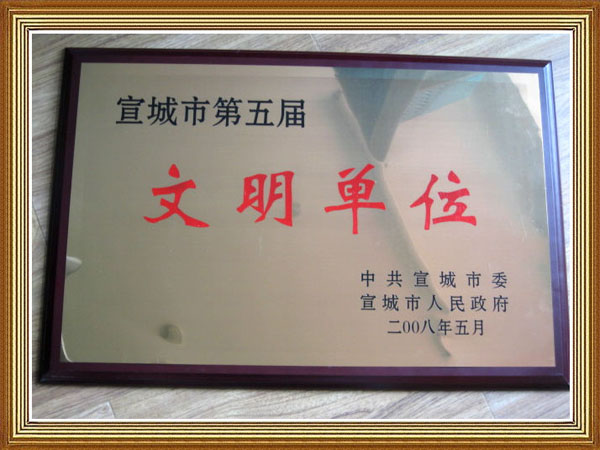 宣城市第五届
文明单位
中共宣城市委
宣城市人民政府
二00八年五月